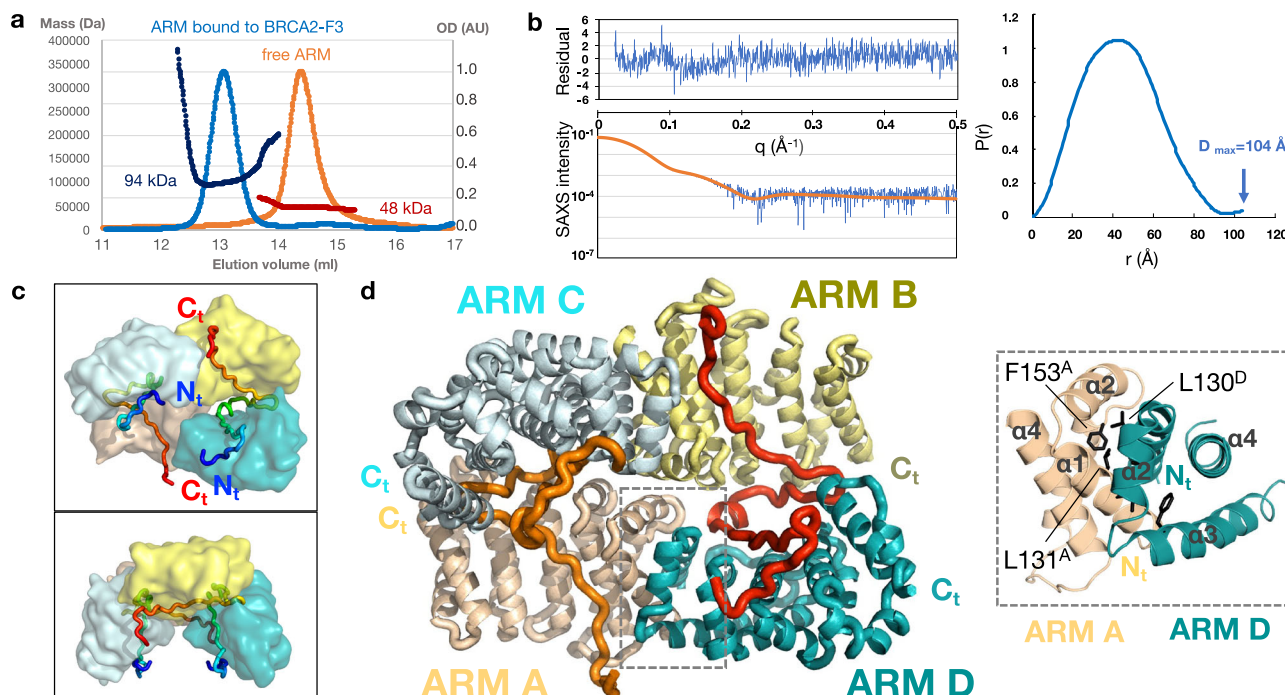 a
Mass (Da)
ARM bound to BRCA2-F3
OD (AU)
free ARM
400000
350000
300000
250000
200000
150000
100000
50000
0
1.0
0.8
0.6
0.4
0.2
0.0
94 kDa
48 kDa
11 12 13 14 15 16 17
Elution volume (ml)
b
Residual
6
4
2
0
-2
-4
-6
0 0.1 0.2 0.3 0.4 0.5
q (Å-1)
SAXS intensity
10-1
10-4
10-7
P(r)
1.2
1
0.8
0.6
0.4
0.2
0
D max=104 Å
0 20 40 60 80 100 120
r (Å)
c
Ct
Nt
Ct
Nt
d
ARM C
ARM B
Ct
Ct
Ct
Ct
ARM A
ARM D
F153A
α2
L130D
α4
α1
α2
α4
Nt
α3
L131A
Nt
ARM A
ARM D